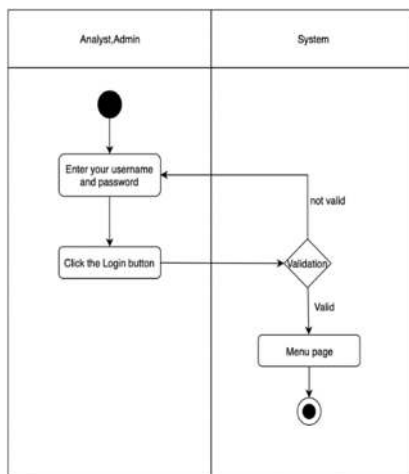 Analyst,Admin
System
Enter your username
and password
not valid
Click the Login button
Validation
Valid
Menu page